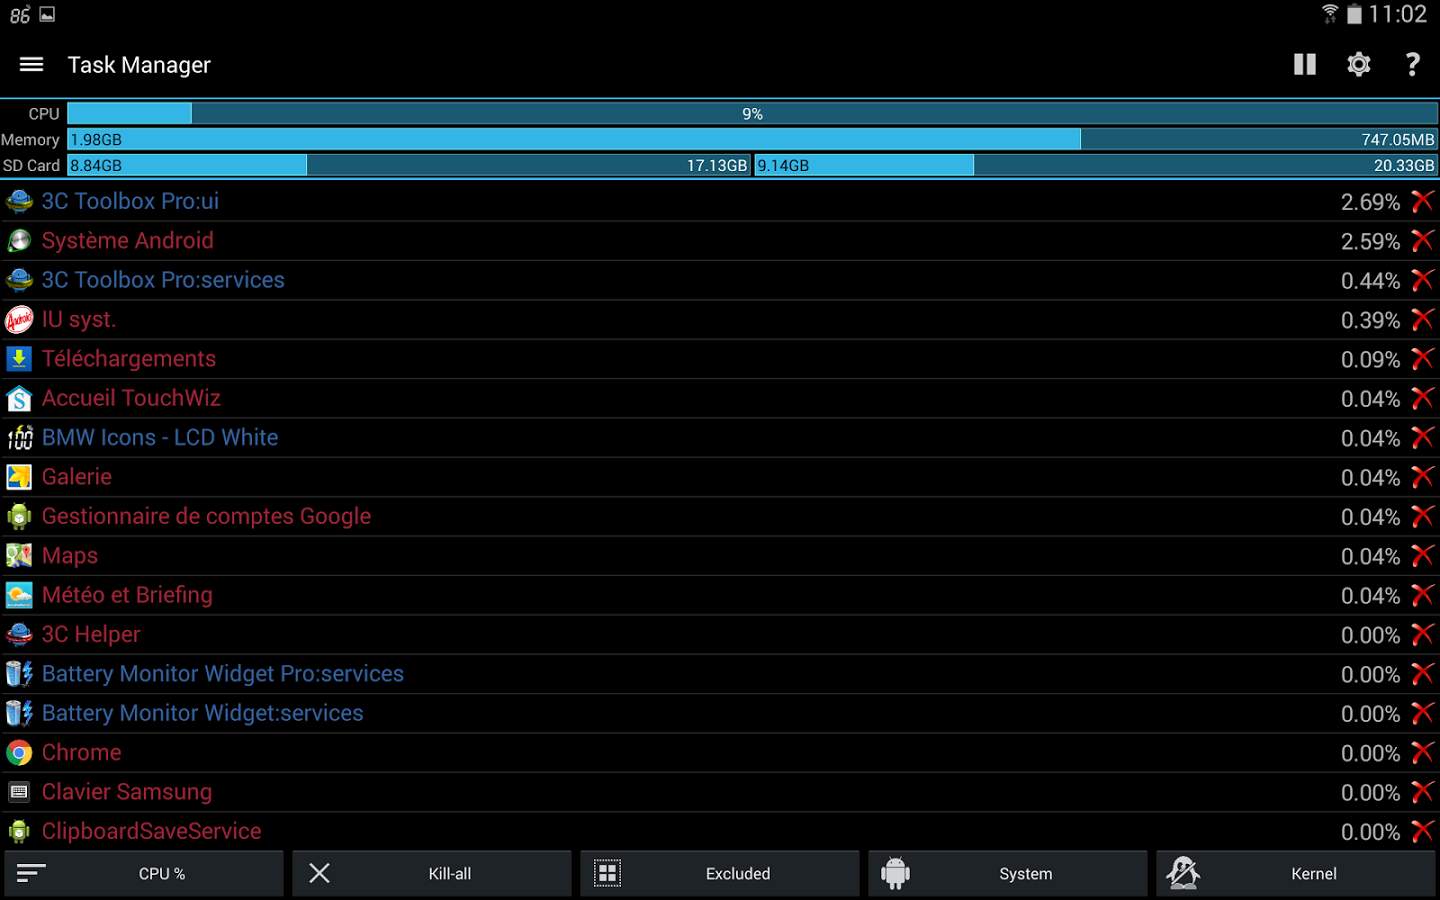 86 11:02
Task Manager ?
CPU 9%
Memory 1.98GB 747.05MB
SD Card 8.84GB 17.13GB 9.14GB 20.33GB
3C Toolbox Pro:ui 2.69%
Système Android 2.59%
3C Toolbox Pro:services 0.44%
IU syst. 0.39%
Téléchargements 0.09%
Accueil TouchWiz 0.04%
100 BMW Icons - LCD White 0.04%
Galerie 0.04%
Gestionnaire de comptes Google 0.04%
Maps 0.04%
Météo et Briefing 0.04%
3C Helper 0.00%
Battery Monitor Widget Pro:services 0.00%
Battery Monitor Widget:services 0.00%
Chrome 0.00%
Clavier Samsung 0.00%
ClipboardSaveService 0.00%
CPU % Kill-all Excluded System Kernel